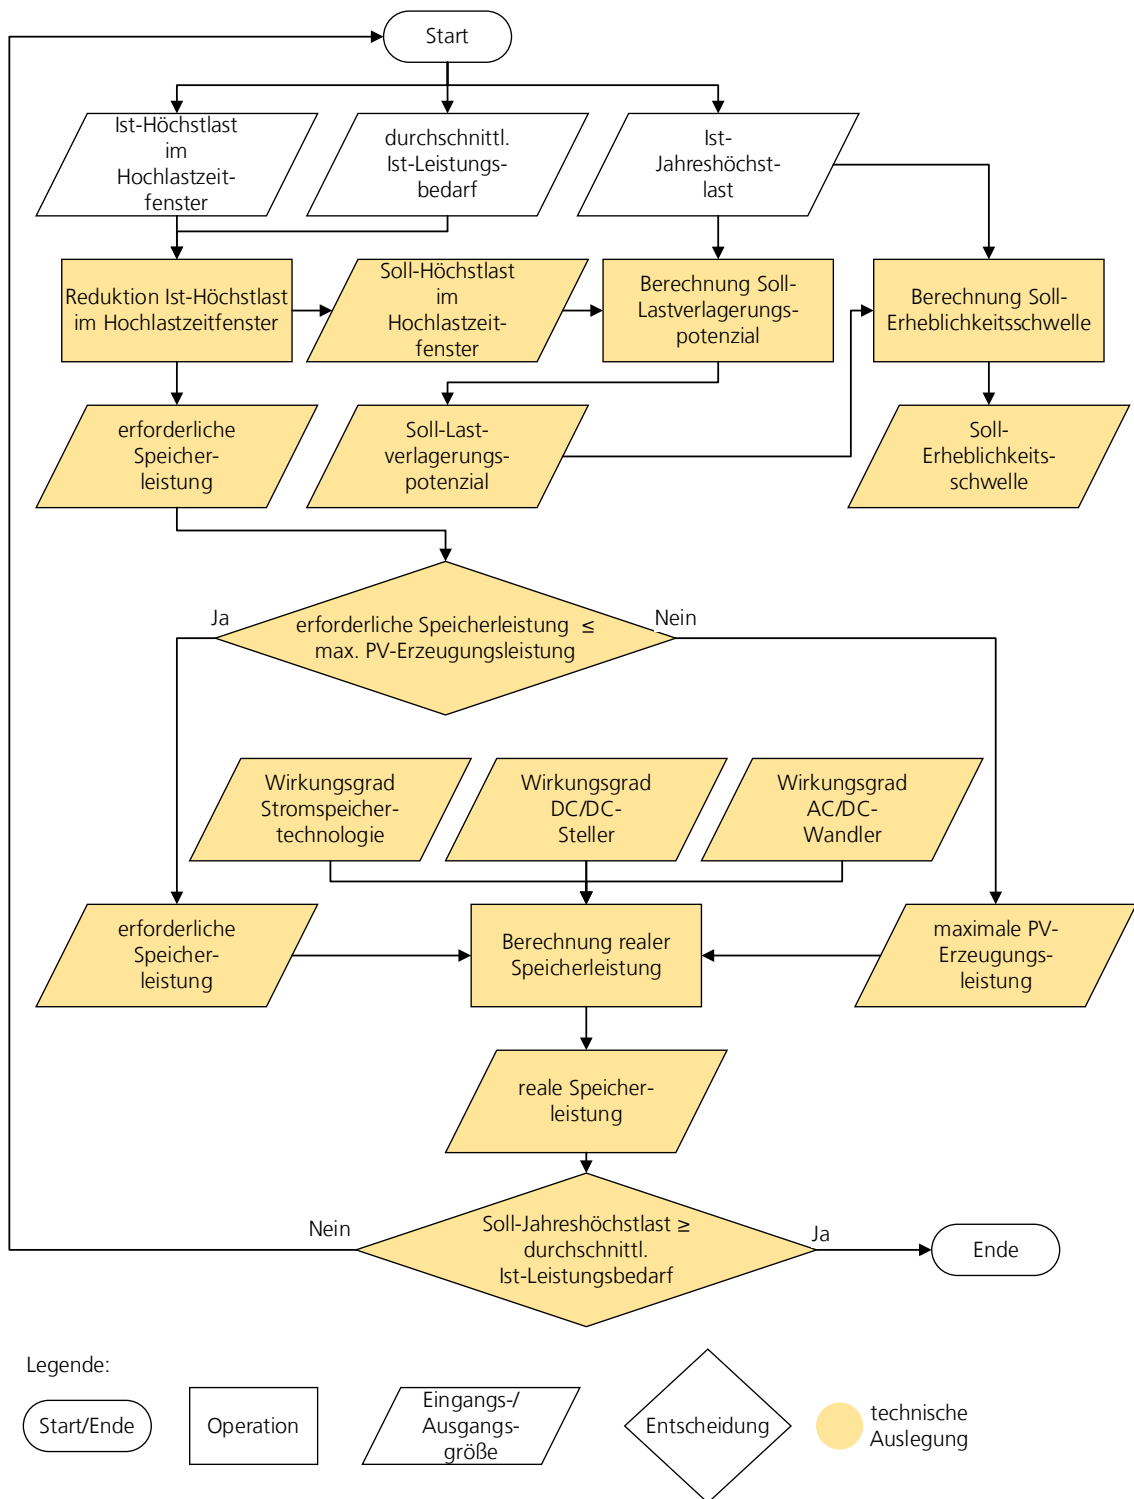 Start
Ist-Höchstlast
im
Hochlastzeit-
fenster
durchschnittl.
Ist-Leistungs-
bedarf
Ist-
Jahreshöchst-
last
Reduktion Ist-Höchstlast
im Hochlastzeitfenster
Soll-Höchstlast
im
Hochlastzeit-
fenster
Berechnung Soll-
Lastverlagerungs-
potenzial
Berechnung Soll-
Erheblichkeitsschwelle
erforderliche
Speicher-
leistung
Soll-Last-
verlagerungs-
potenzial
Soll-
Erheblichkeits-
schwelle
Ja
erforderliche Speicherleistung ≤
max. PV-Erzeugungsleistung
Nein
Wirkungsgrad
Stromspeicher-
technologie
Wirkungsgrad
DC/DC-
Steller
Wirkungsgrad
AC/DC-
Wandler
erforderliche
Speicher-
leistung
Berechnung realer
Speicherleistung
maximale PV-
Erzeugungs-
leistung
reale Speicher-
leistung
Nein
Soll-Jahreshöchstlast ≥
durchschnittl.
Ist-Leistungsbedarf
Ja
Ende
Legende:
Start/Ende
Operation
Eingangs-/
Ausgangs-
größe
Entscheidung
technische
Auslegung